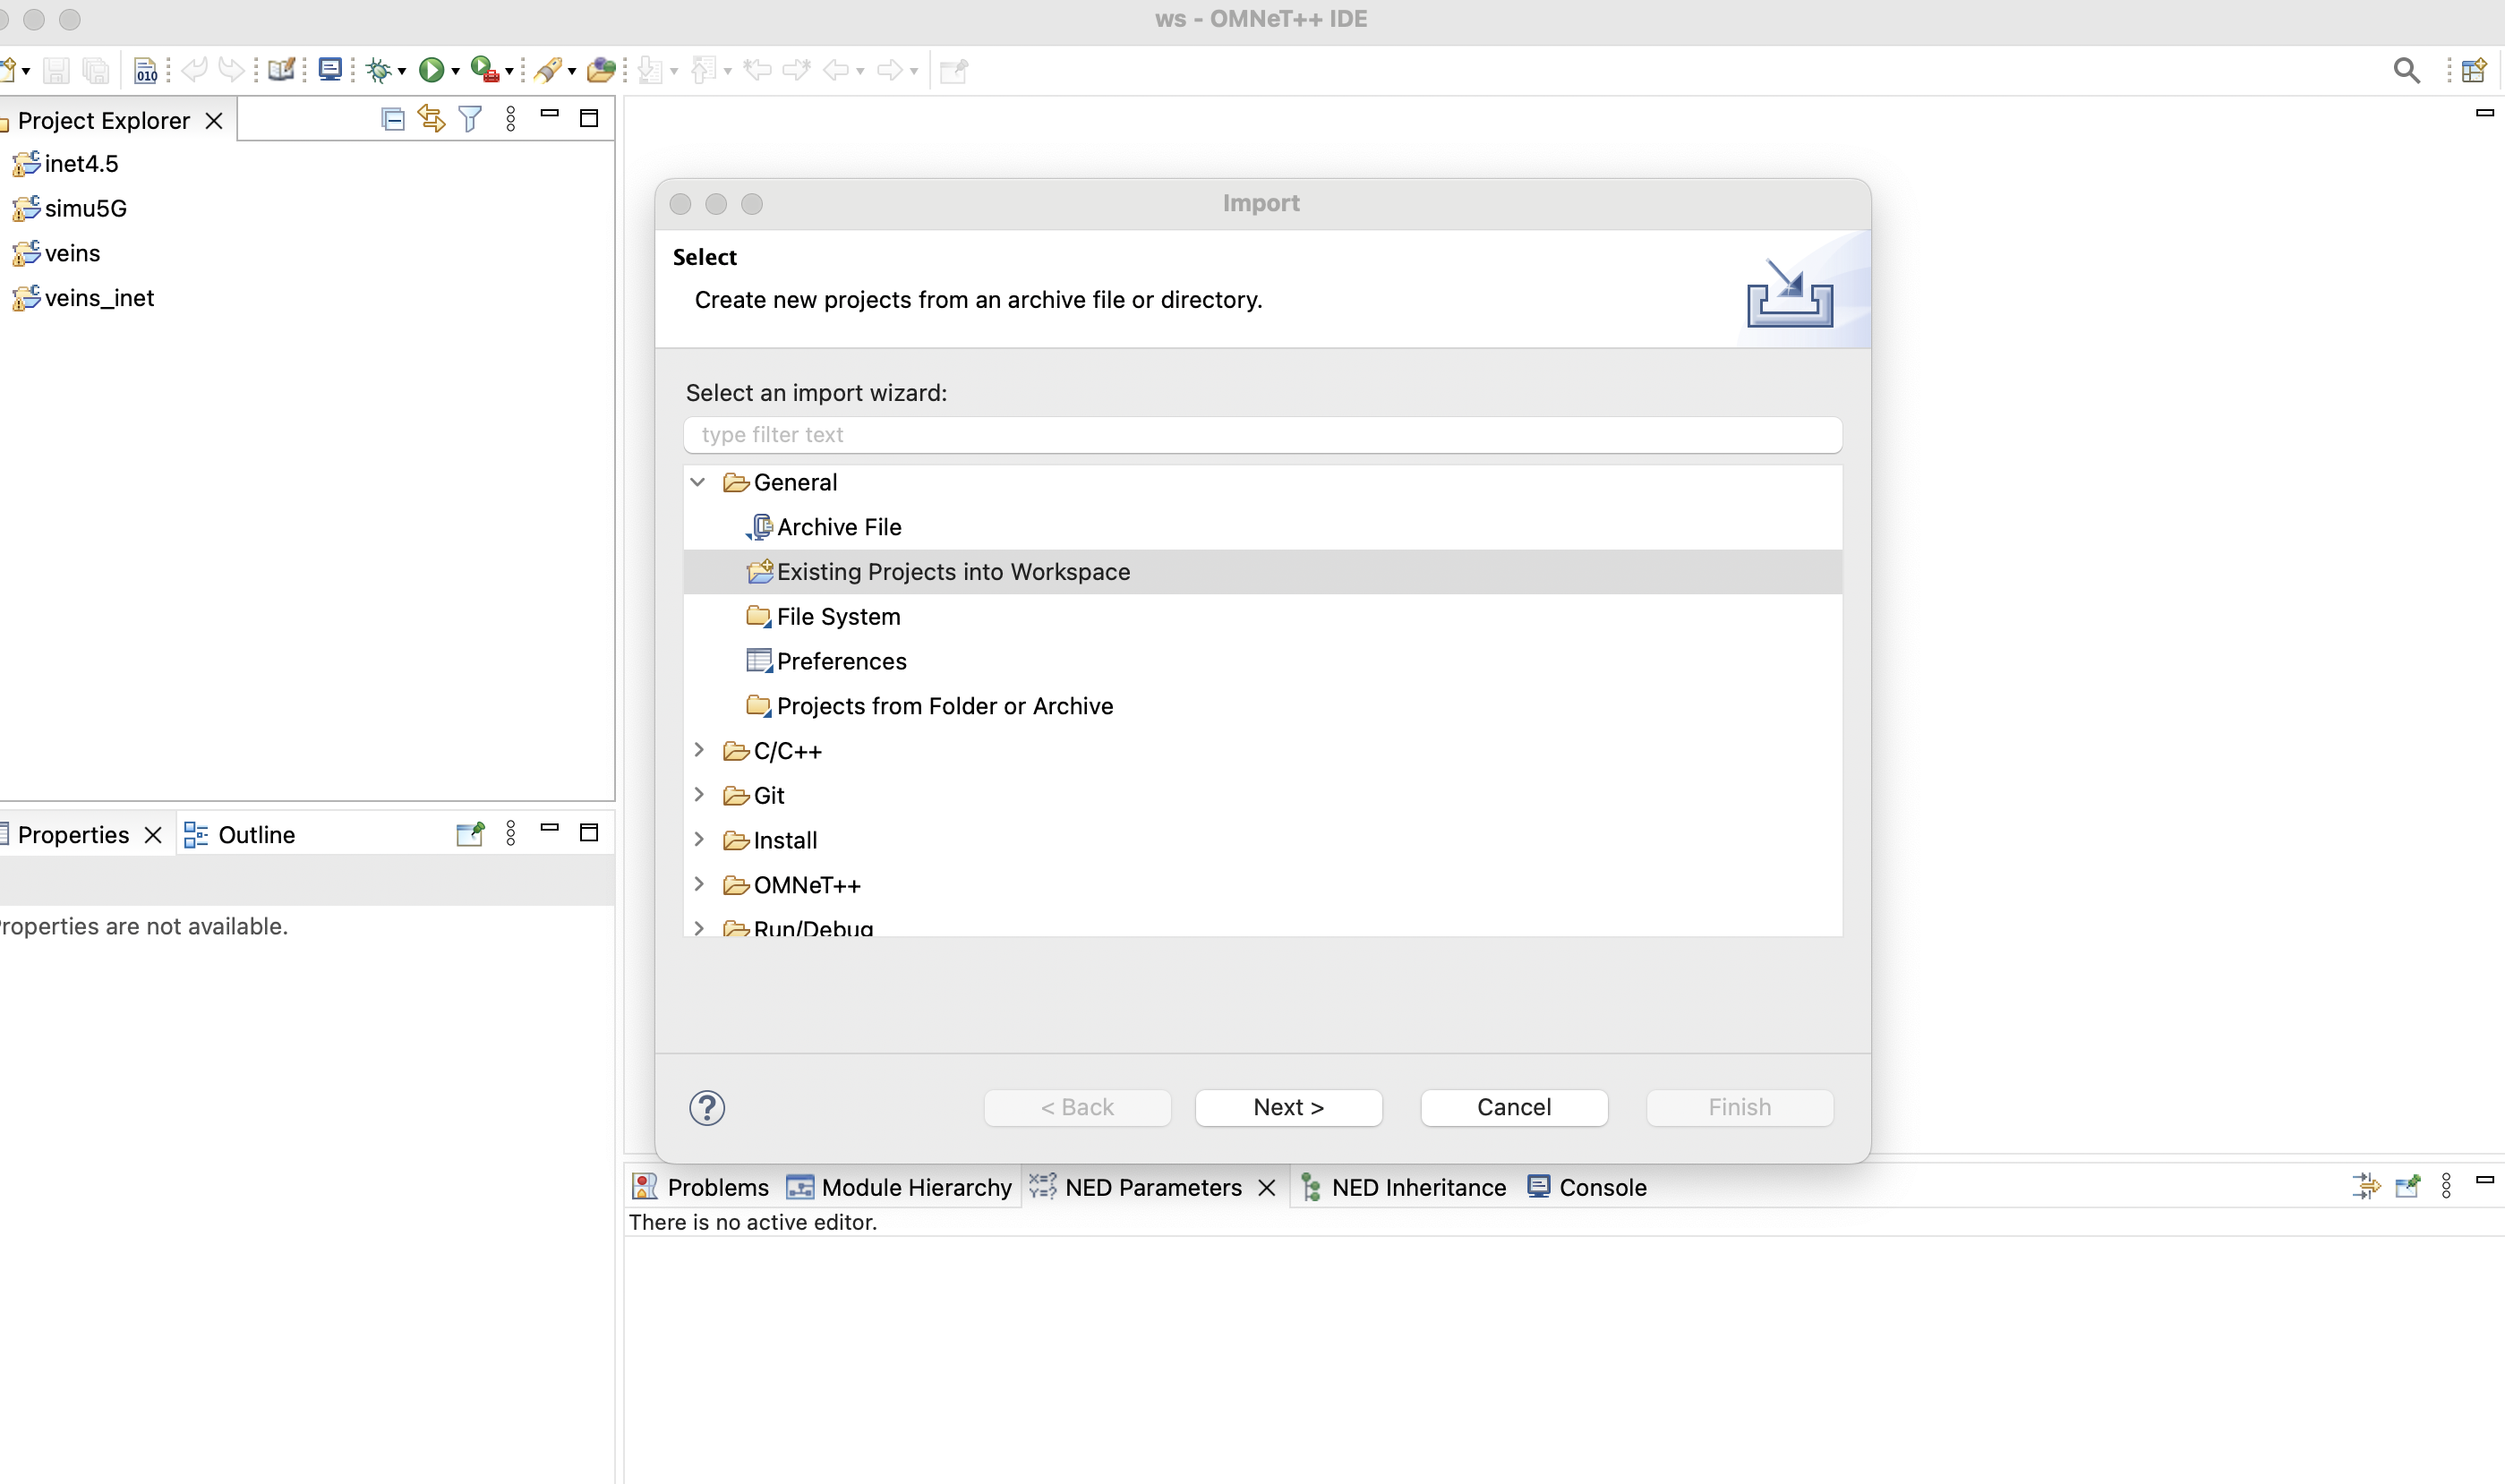 ws - OMNeT++ IDE
010
Project Explorer
inet4.5
simu5G
veins
veins_inet
Import
Select
Create new projects from an archive file or directory.
Select an import wizard:
type filter text
General
Archive File
Existing Projects into Workspace
File System
Preferences
Projects from Folder or Archive
C/C++
Git
Install
OMNeT++
Run/Debug
< Back
Next >
Cancel
Finish
Properties
Outline
roperties are not available.
Problems
Module Hierarchy
NED Parameters
NED Inheritance
Console
There is no active editor.